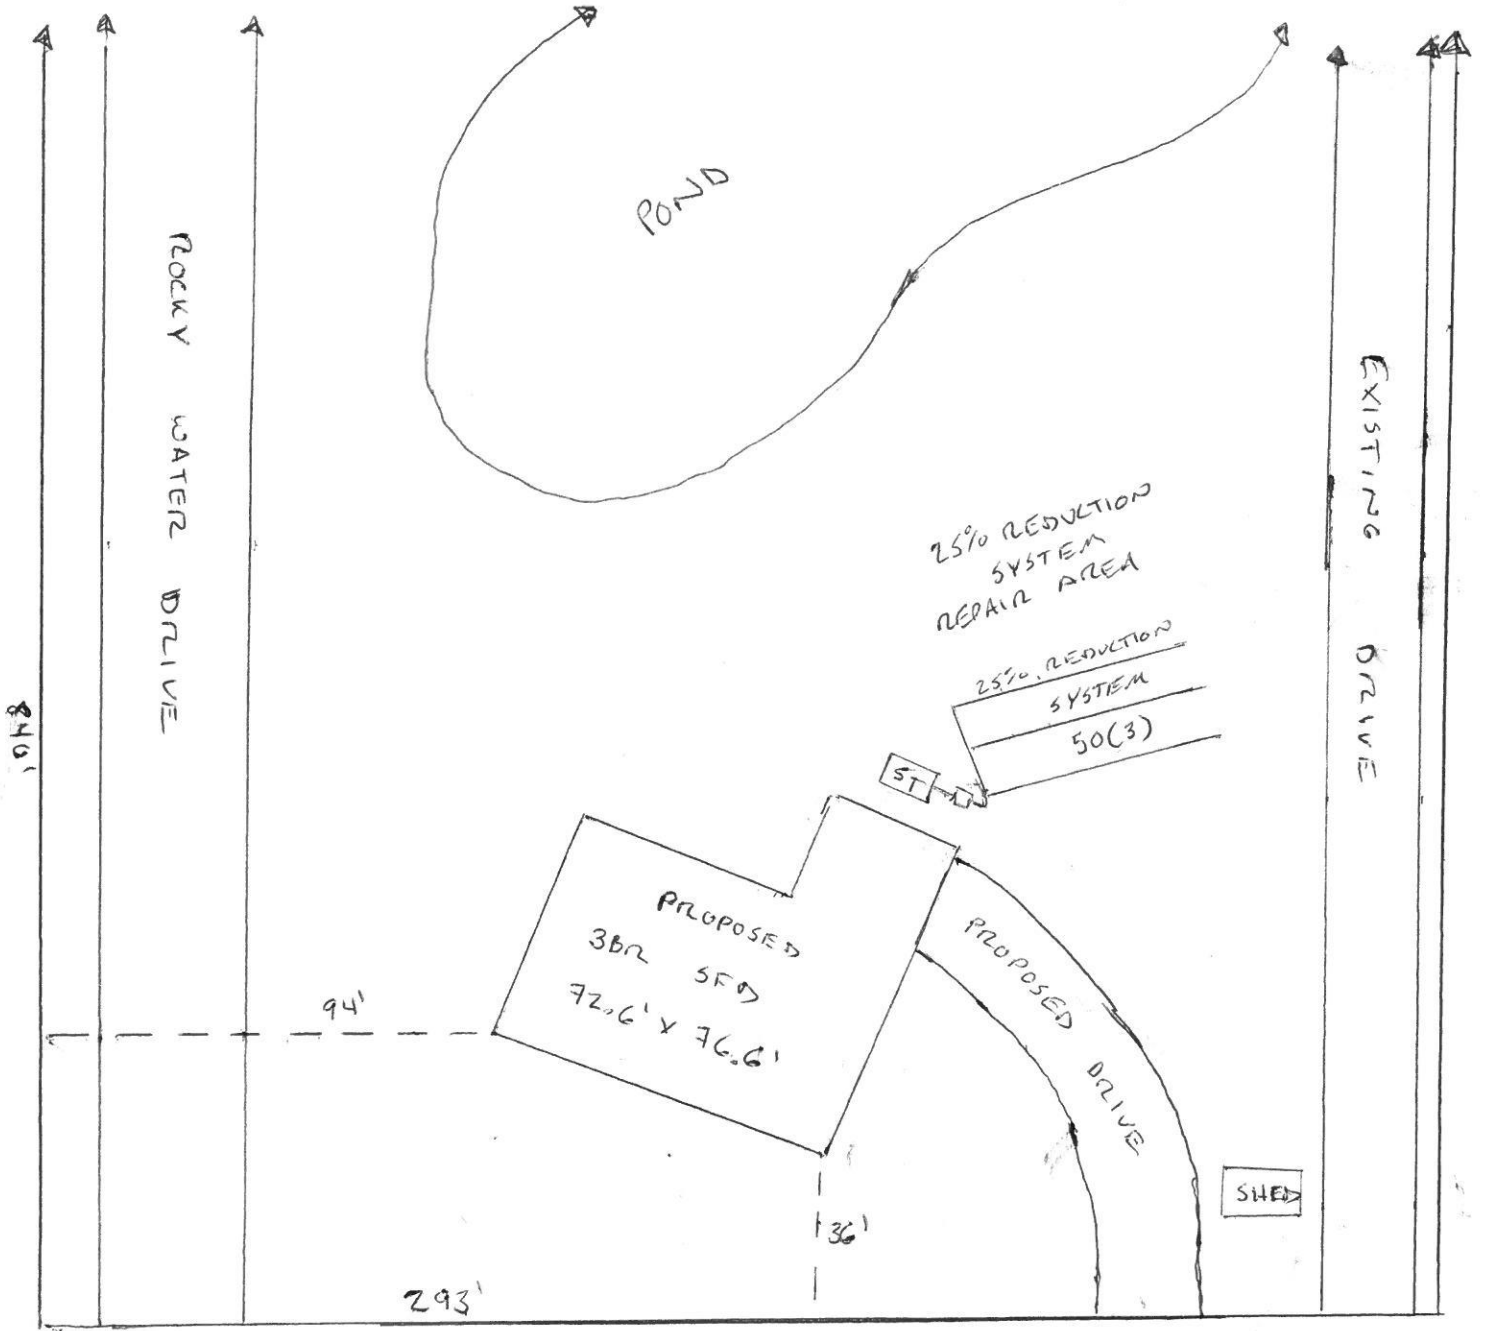 POND
ROCKY WATER DRIVE
EXISTING DRIVE
25% REDUCTION
SYSTEM
REPAIR AREA
25% REDUCTION
SYSTEM
50(3)
840'
ST
PROPOSED
3BR SFD
72.6' x 76.6'
PROPOSED DRIVE
94'
SHED
36'
293'